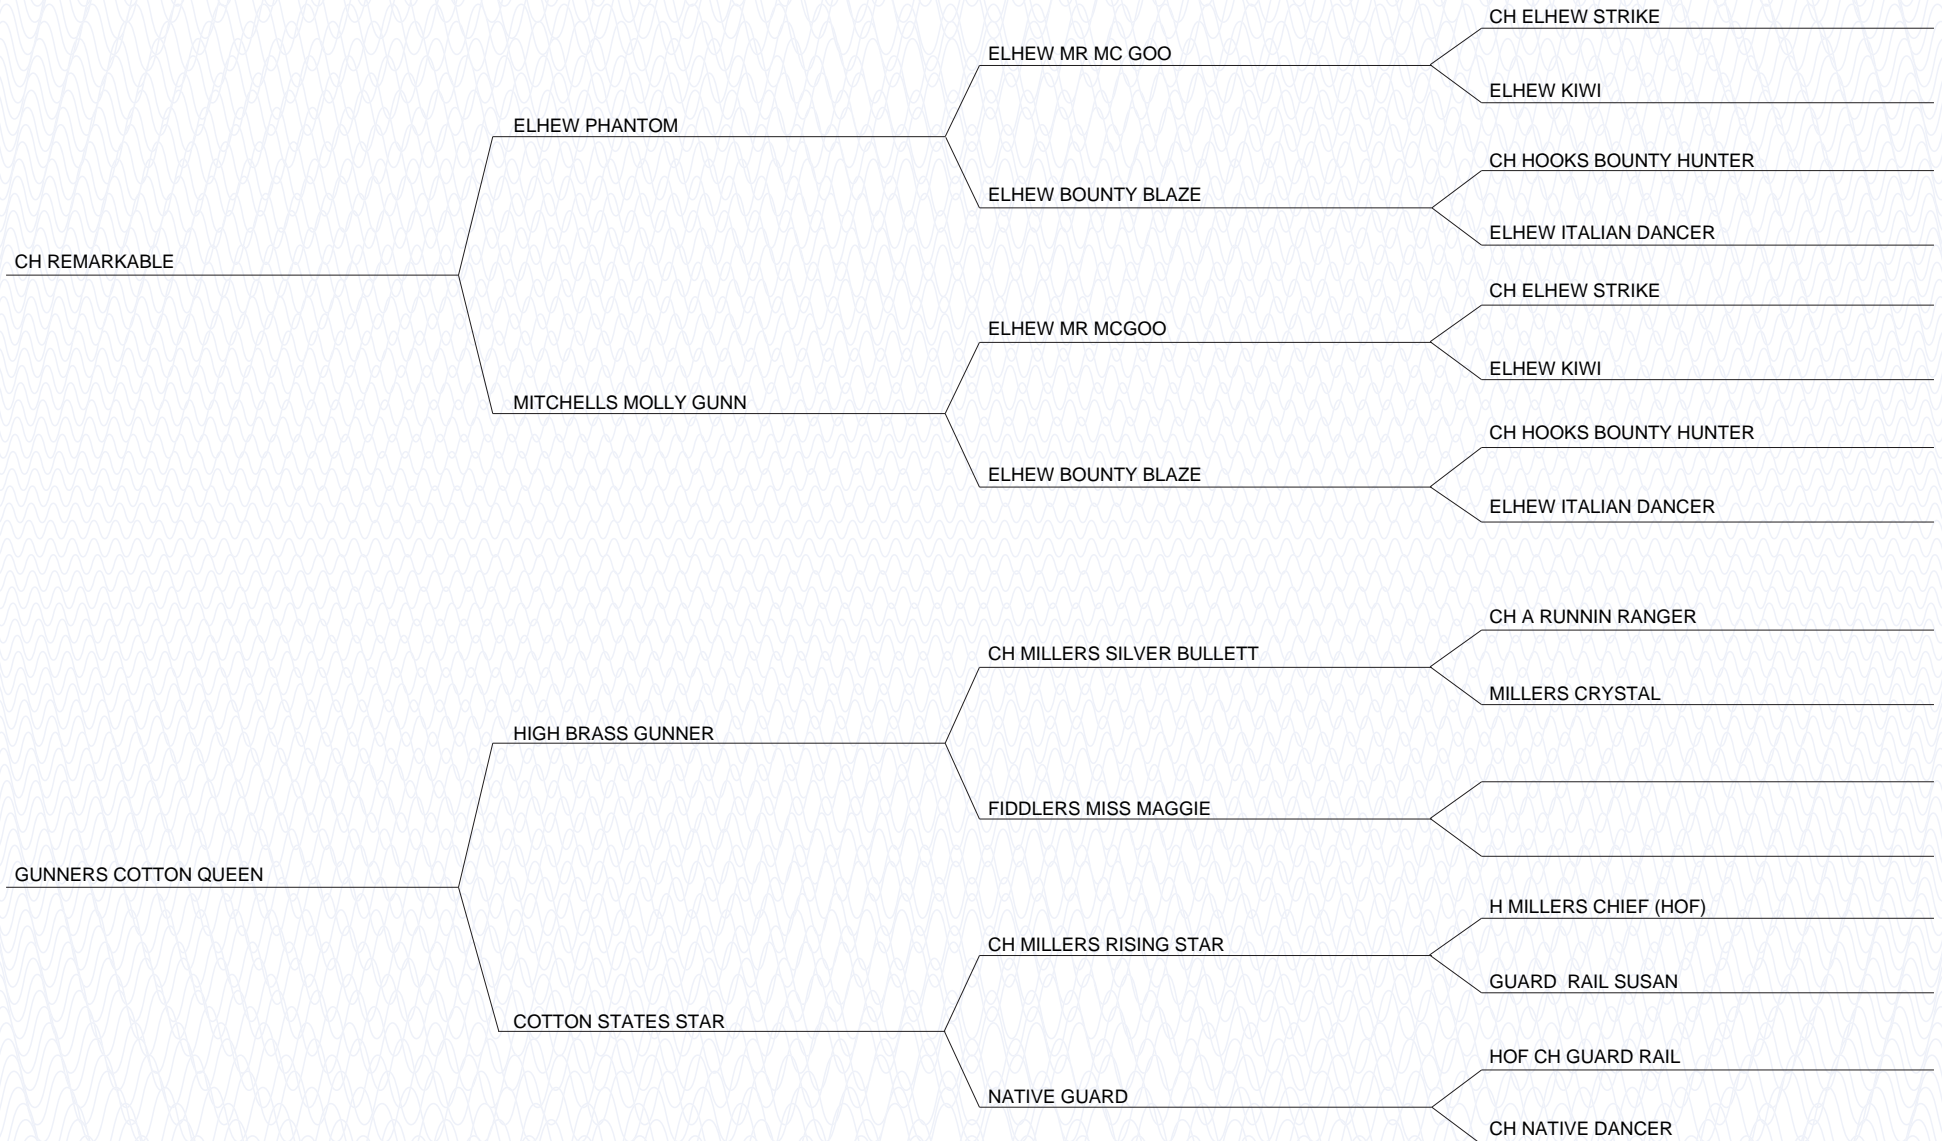 CH ELHEW STRIKE
ELHEW MR MC GOO
ELHEW KIWI
ELHEW PHANTOM
CH HOOKS BOUNTY HUNTER
ELHEW BOUNTY BLAZE
ELHEW ITALIAN DANCER
CH REMARKABLE
CH ELHEW STRIKE
ELHEW MR MCGOO
ELHEW KIWI
MITCHELLS MOLLY GUNN
CH HOOKS BOUNTY HUNTER
ELHEW BOUNTY BLAZE
ELHEW ITALIAN DANCER
CH A RUNNIN RANGER
CH MILLERS SILVER BULLETT
MILLERS CRYSTAL
HIGH BRASS GUNNER
FIDDLERS MISS MAGGIE
GUNNERS COTTON QUEEN
H MILLERS CHIEF (HOF)
CH MILLERS RISING STAR
GUARD  RAIL SUSAN
COTTON STATES STAR
HOF CH GUARD RAIL
NATIVE GUARD
CH NATIVE DANCER